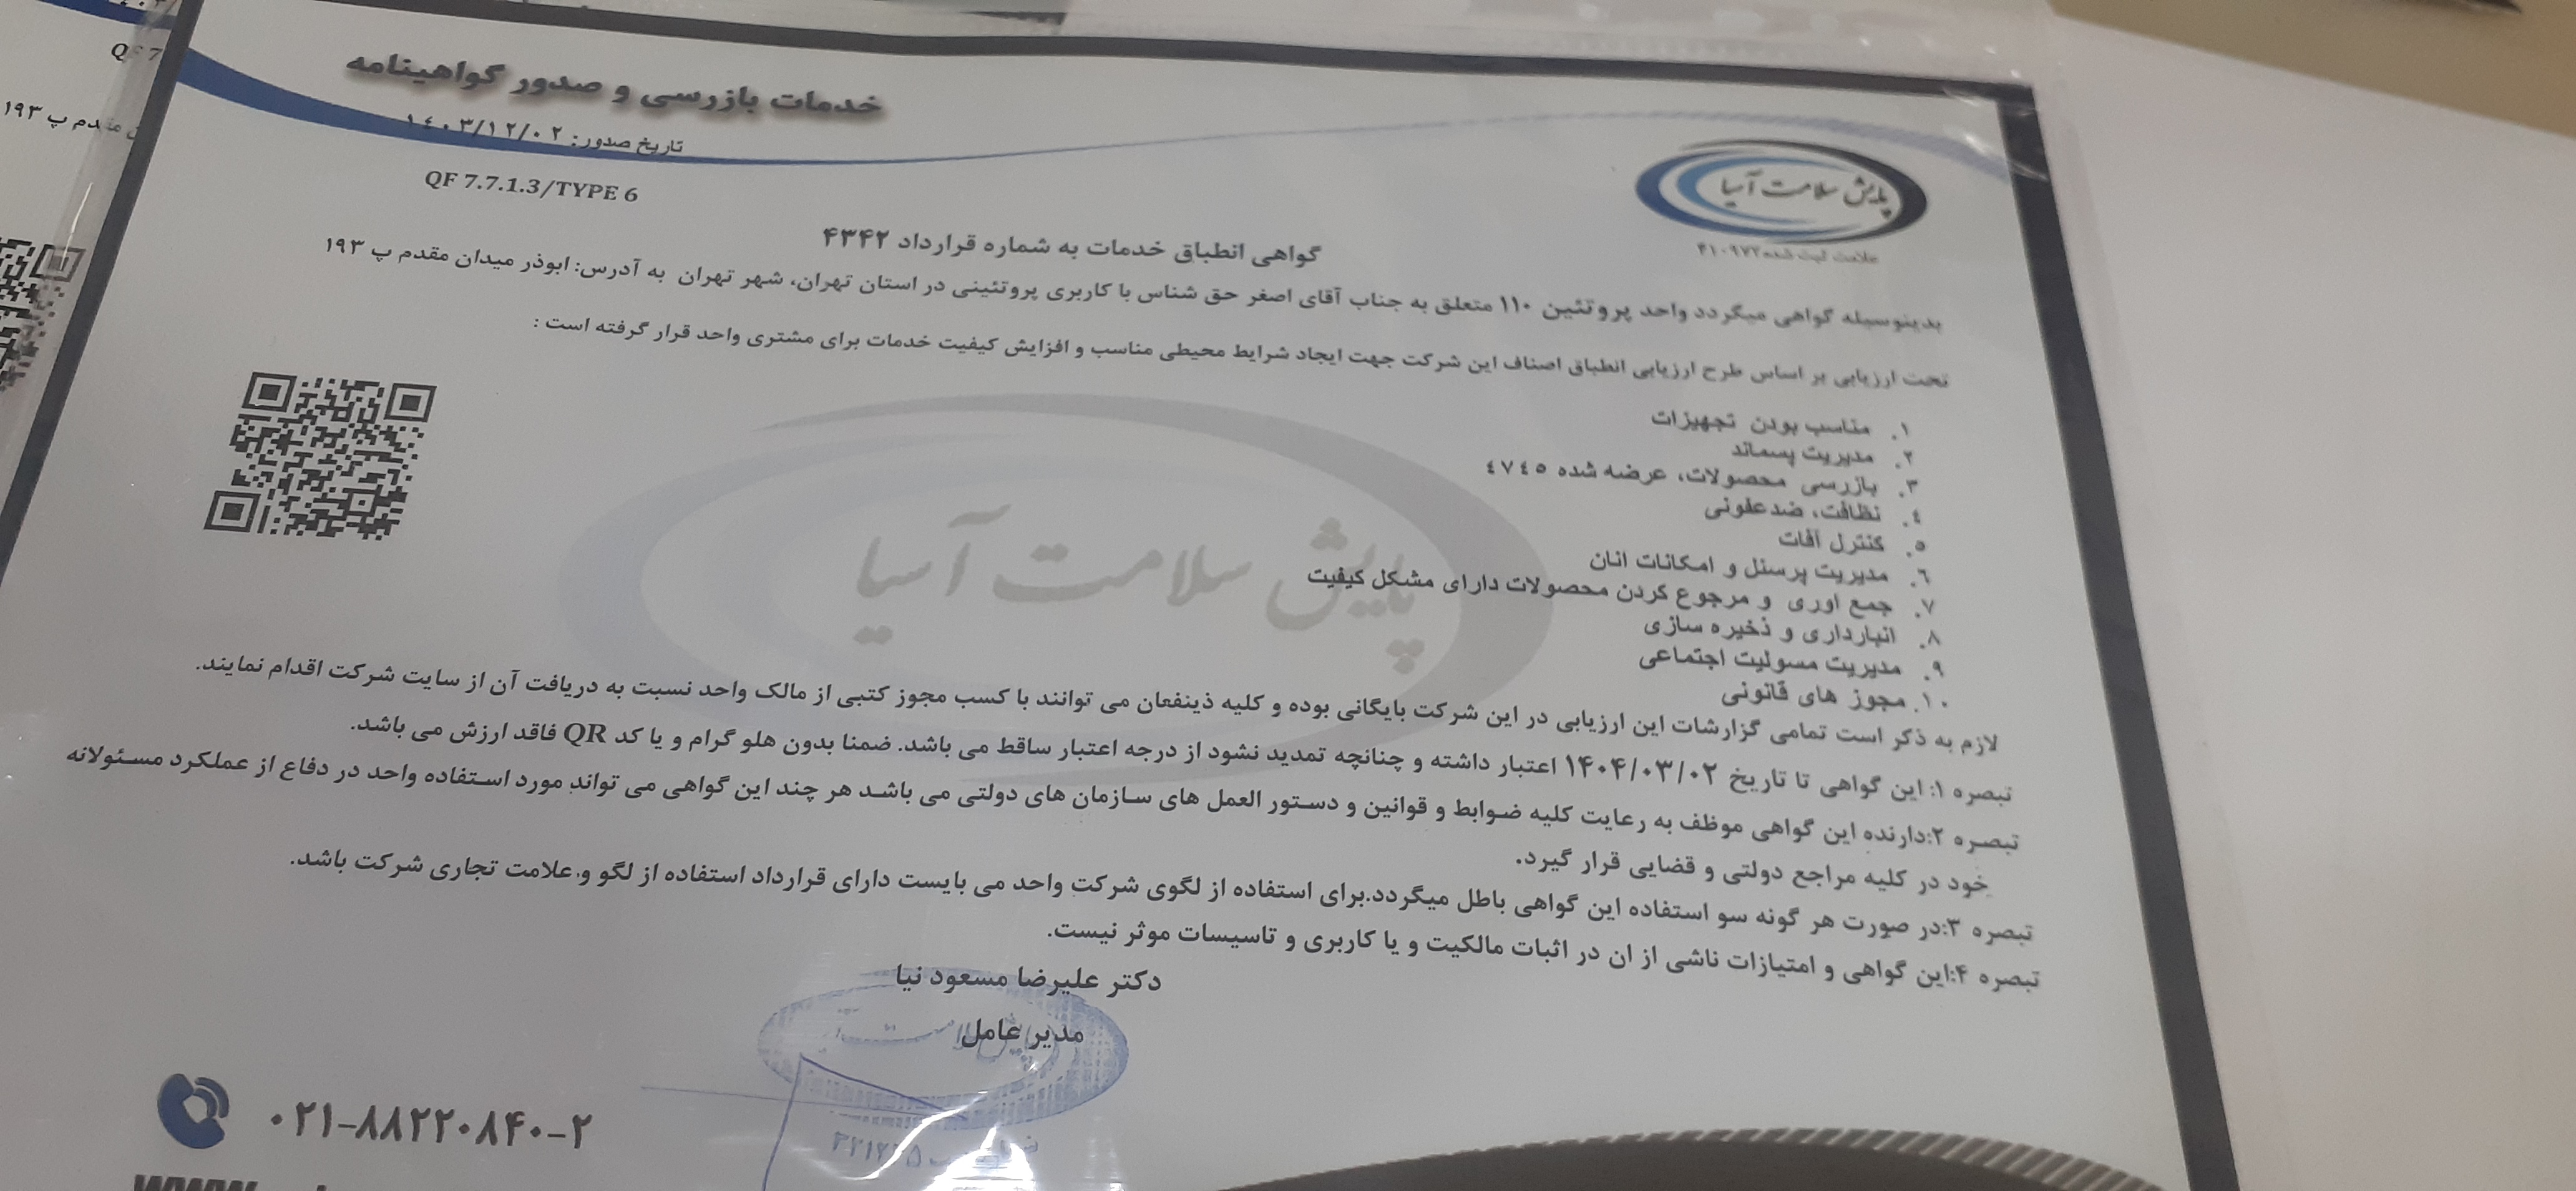 خدمات بازرسی و صدور گواهینامه
تاریخ صدور: ۱۴۰۳/۱۲/۰۲
QF 7.7.1.3/TYPE 6
پایش سلامت آسیا
علامت ثبت شده ۴۱۰۹۷۲
گواهی انطباق خدمات به شماره قرارداد ۴۳۴۲
بدینوسیله گواهی میگردد واحد پروتئین ۱۱۰ متعلق به جناب آقای اصغر حق شناس با کاربری پروتئینی در استان تهران، شهر تهران به آدرس: ابوذر میدان مقدم پ ۱۹۳
تحت ارزیابی بر اساس طرح ارزیابی انطباق اصناف این شرکت جهت ایجاد شرایط محیطی مناسب و افزایش کیفیت خدمات برای مشتری واحد قرار گرفته است :
۱. مناسب بودن تجهیزات
۲. مدیریت پسماند
۳. بازرسی محصولات، عرضه شده ٤٧٤٥
٤. نظافت، ضدعفونی
٥. کنترل آفات
٦. مدیریت پرسنل و امکانات انان
۷. جمع اوری و مرجوع کردن محصولات دارای مشکل کیفیت
۸. انبارداری و ذخیره سازی
۹. مدیریت مسولیت اجتماعی
۱۰. مجوز های قانونی
پایش سلامت آسیا
لازم به ذکر است تمامی گزارشات این ارزیابی در این شرکت بایگانی بوده و کلیه ذینفعان می توانند با کسب مجوز کتبی از مالک واحد نسبت به دریافت آن از سایت شرکت اقدام نمایند.
تبصره ۱: این گواهی تا تاریخ ۱۴۰۴/۰۳/۰۲ اعتبار داشته و چنانچه تمدید نشود از درجه اعتبار ساقط می باشد. ضمنا بدون هلو گرام و یا کد QR فاقد ارزش می باشد.
تبصره ۲:دارنده این گواهی موظف به رعایت کلیه ضوابط و قوانین و دستور العمل های سازمان های دولتی می باشد هر چند این گواهی می تواند مورد استفاده واحد در دفاع از عملکرد مسئولانه
خود در کلیه مراجع دولتی و قضایی قرار گیرد.
تبصره ۳:در صورت هر گونه سو استفاده این گواهی باطل میگردد.برای استفاده از لگوی شرکت واحد می بایست دارای قرارداد استفاده از لگو و علامت تجاری شرکت باشد.
تبصره ۴:این گواهی و امتیازات ناشی از ان در اثبات مالکیت و یا کاربری و تاسیسات موثر نیست.
دکتر علیرضا مسعود نیا
مدیر عامل
۰۲۱-۸۸۲۲۰۸۴۰-۲